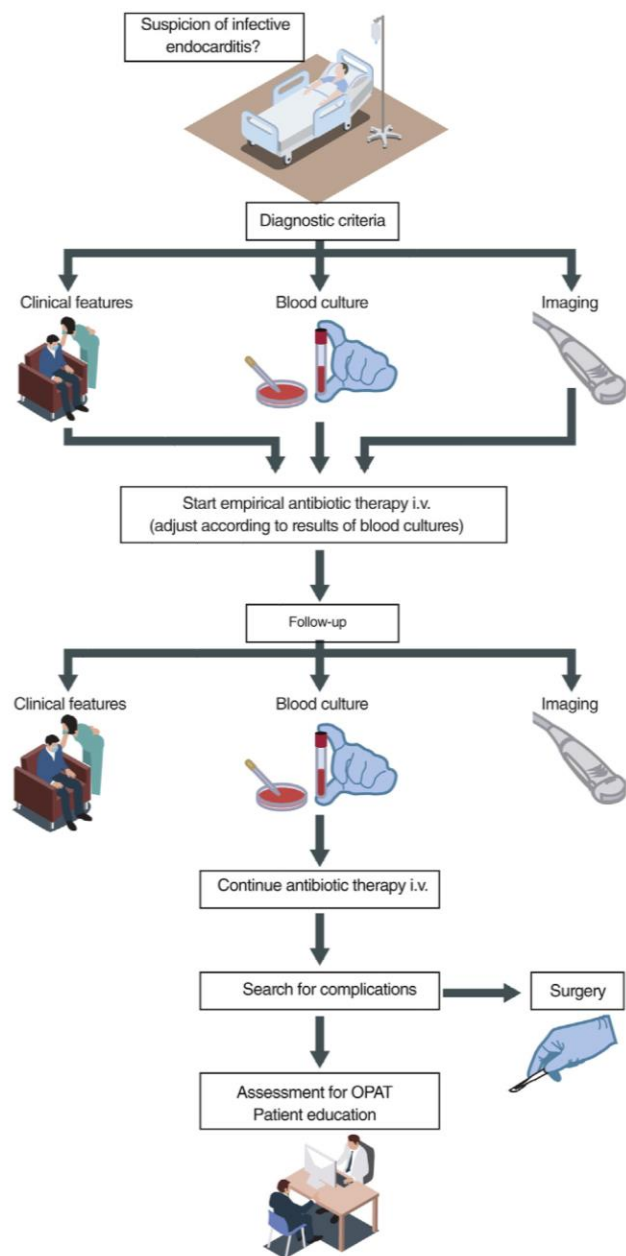 Suspicion of infective
endocarditis?
Diagnostic criteria
Clinical features
Blood culture
Imaging
Start empirical antibiotic therapy i.v.
(adjust according to results of blood cultures)
Follow-up
Clinical features
Blood culture
Imaging
Continue antibiotic therapy i.v.
Search for complications
Surgery
Assessment for OPAT
Patient education